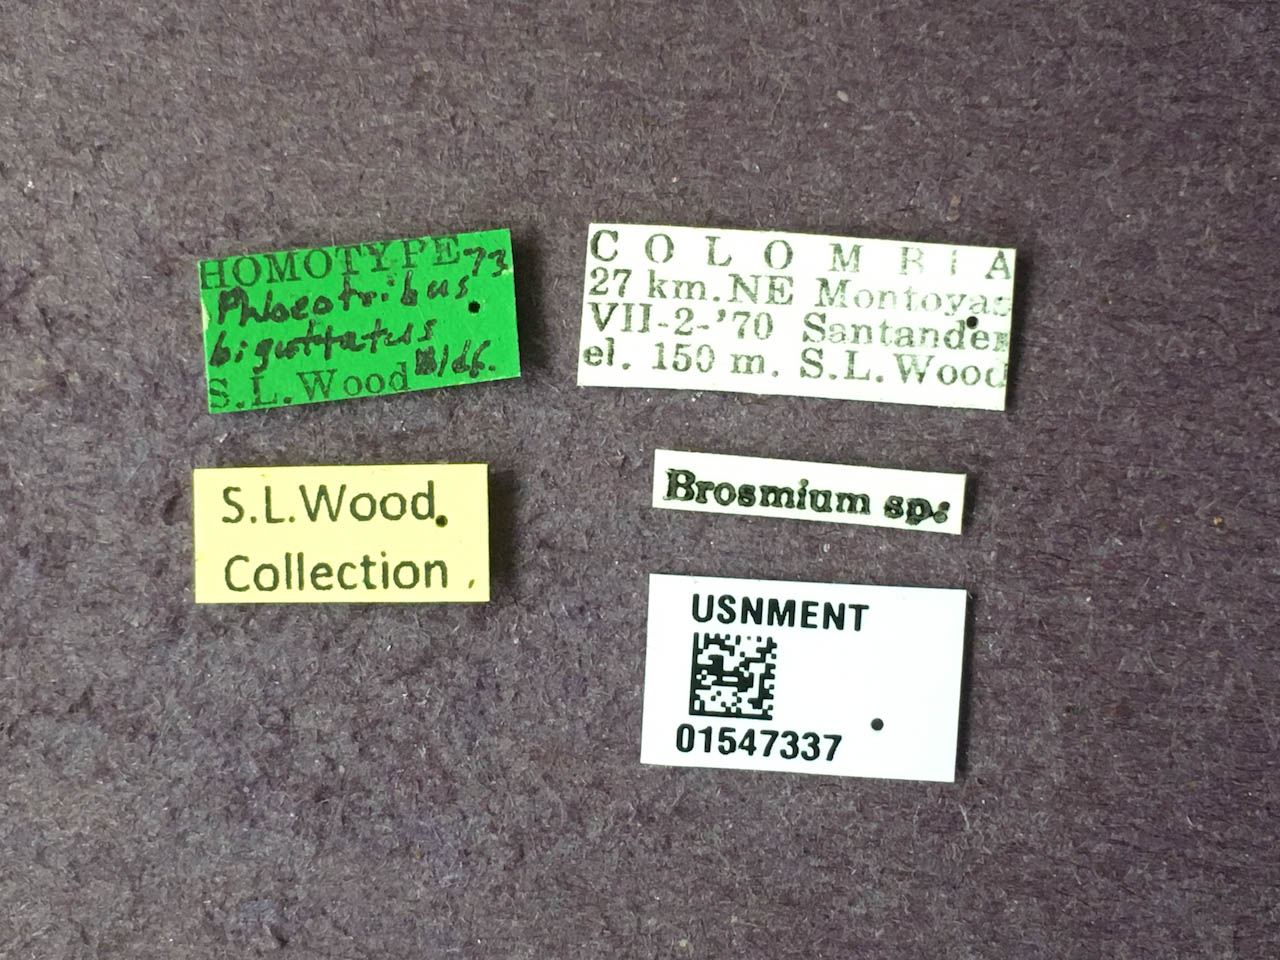 HOMOTYPE 73
Phloeotribus
biguttatus
S.L. Wood
COLOMBIA
27 km. NE Montoyas
VII-2-'70 Santander
el. 150 m. S.L. Wood
S.L.Wood
Collection
Brosmium sp.
USNMENT
01547337